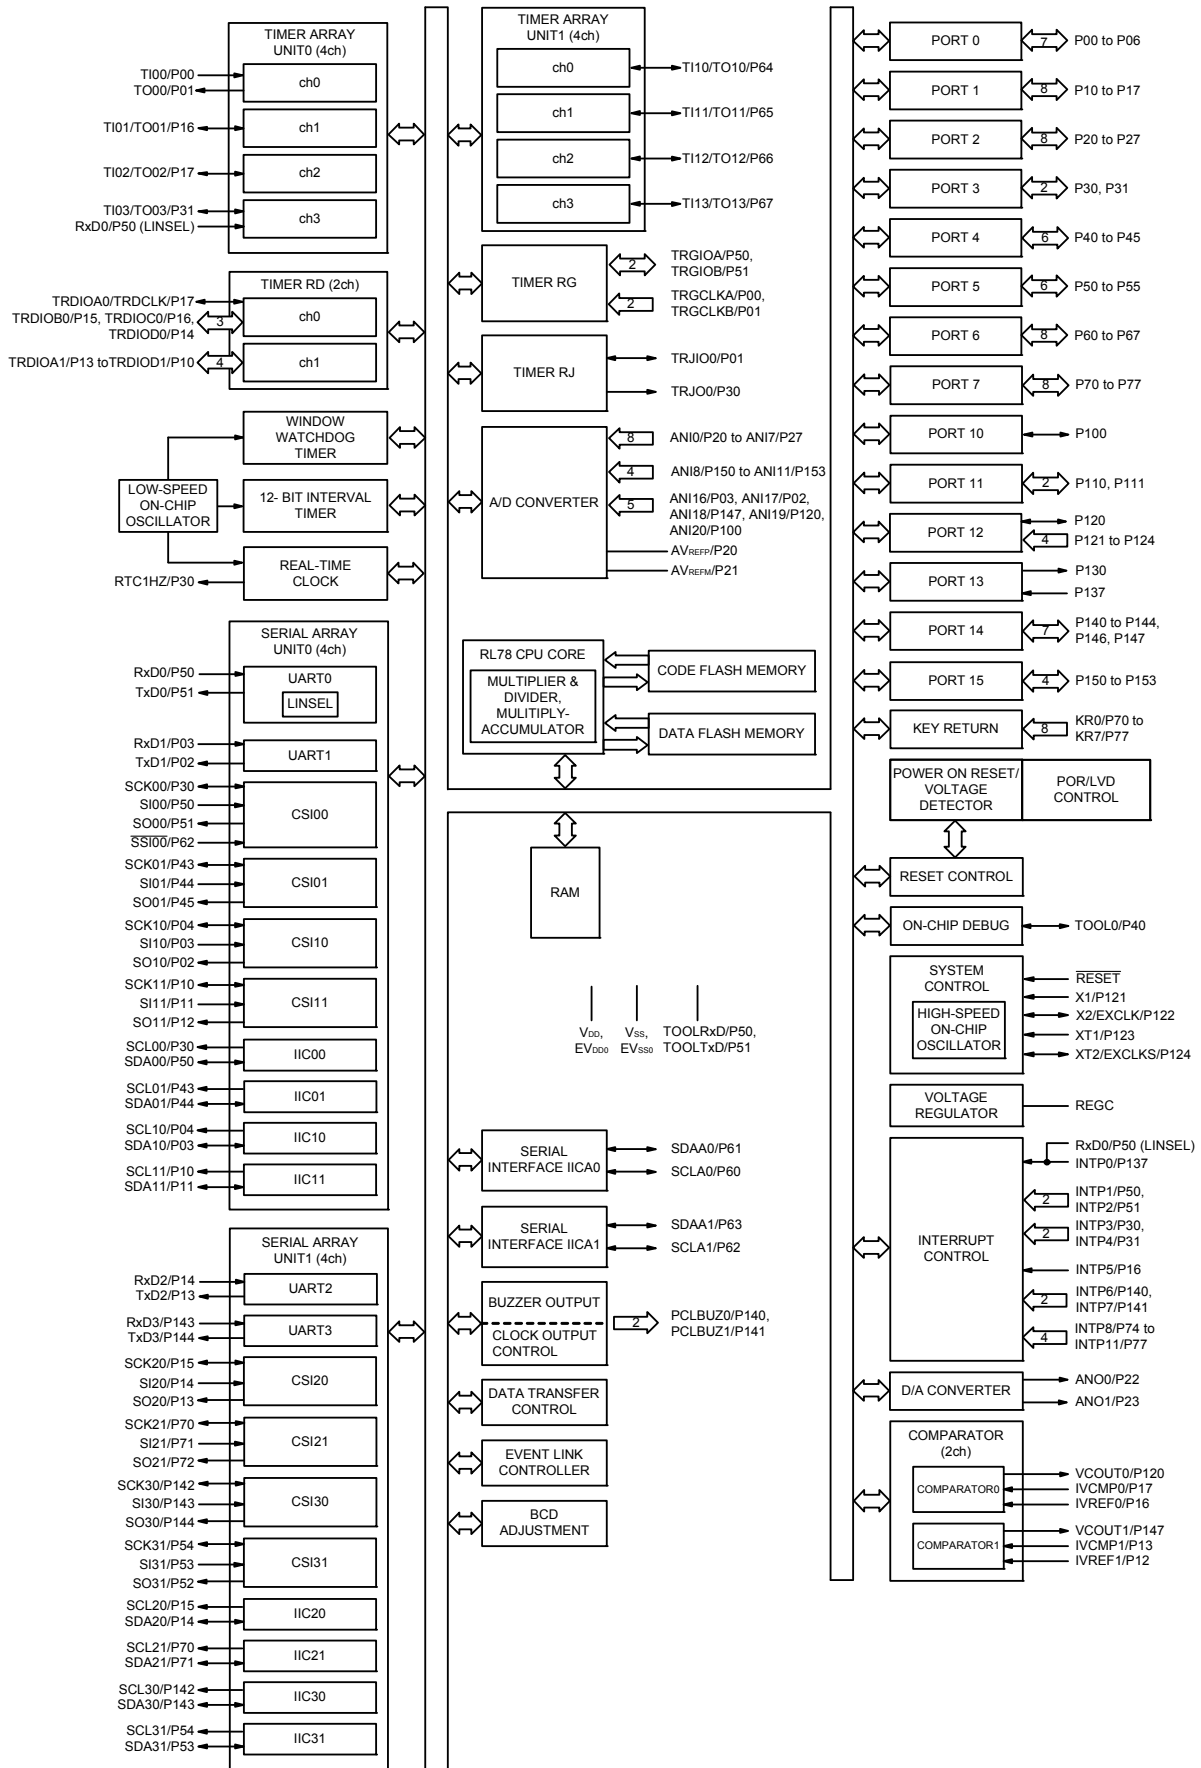 TIMER ARRAY
UNIT0 (4ch)
TI00/P00
TO00/P01
ch0
TI01/TO01/P16
ch1
TI02/TO02/P17
ch2
TI03/TO03/P31
RxD0/P50 (LINSEL)
ch3
TIMER RD (2ch)
TRDIOA0/TRDCLK/P17
TRDIOB0/P15, TRDIOC0/P16,
TRDIOD0/P14
3
ch0
TRDIOA1/P13 toTRDIOD1/P10
4
ch1
WINDOW
WATCHDOG
TIMER
LOW-SPEED
ON-CHIP
OSCILLATOR
12- BIT INTERVAL
TIMER
RTC1HZ/P30
REAL-TIME
CLOCK
SERIAL ARRAY
UNIT0 (4ch)
RxD0/P50
TxD0/P51
UART0
LINSEL
RxD1/P03
TxD1/P02
UART1
SCK00/P30
SI00/P50
SO00/P51
SSI00/P62
CSI00
SCK01/P43
SI01/P44
SO01/P45
CSI01
SCK10/P04
SI10/P03
SO10/P02
CSI10
SCK11/P10
SI11/P11
SO11/P12
CSI11
SCL00/P30
SDA00/P50
IIC00
SCL01/P43
SDA01/P44
IIC01
SCL10/P04
SDA10/P03
IIC10
SCL11/P10
SDA11/P11
IIC11
SERIAL ARRAY
UNIT1 (4ch)
RxD2/P14
TxD2/P13
UART2
RxD3/P143
TxD3/P144
UART3
SCK20/P15
SI20/P14
SO20/P13
CSI20
SCK21/P70
SI21/P71
SO21/P72
CSI21
SCK30/P142
SI30/P143
SO30/P144
CSI30
SCK31/P54
SI31/P53
SO31/P52
CSI31
SCL20/P15
SDA20/P14
IIC20
SCL21/P70
SDA21/P71
IIC21
SCL30/P142
SDA30/P143
IIC30
SCL31/P54
SDA31/P53
IIC31
TIMER ARRAY
UNIT1 (4ch)
ch0
TI10/TO10/P64
ch1
TI11/TO11/P65
ch2
TI12/TO12/P66
ch3
TI13/TO13/P67
TIMER RG
2
TRGIOA/P50,
TRGIOB/P51
2
TRGCLKA/P00,
TRGCLKB/P01
TIMER RJ
TRJIO0/P01
TRJO0/P30
A/D CONVERTER
8
ANI0/P20 to ANI7/P27
4
ANI8/P150 to ANI11/P153
5
ANI16/P03, ANI17/P02,
ANI18/P147, ANI19/P120,
ANI20/P100
AVREFP/P20
AVREFM/P21
RL78 CPU CORE
MULTIPLIER &
DIVIDER,
MULITIPLY-
ACCUMULATOR
CODE FLASH MEMORY
DATA FLASH MEMORY
RAM
VDD,
EVDD0
VSS,
EVSS0
TOOLRxD/P50,
TOOLTxD/P51
SERIAL
INTERFACE IICA0
SDAA0/P61
SCLA0/P60
SERIAL
INTERFACE IICA1
SDAA1/P63
SCLA1/P62
BUZZER OUTPUT
CLOCK OUTPUT
CONTROL
2
PCLBUZ0/P140,
PCLBUZ1/P141
DATA TRANSFER
CONTROL
EVENT LINK
CONTROLLER
BCD
ADJUSTMENT
PORT 0
7
P00 to P06
PORT 1
8
P10 to P17
PORT 2
8
P20 to P27
PORT 3
2
P30, P31
PORT 4
6
P40 to P45
PORT 5
6
P50 to P55
PORT 6
8
P60 to P67
PORT 7
8
P70 to P77
PORT 10
P100
PORT 11
2
P110, P111
PORT 12
P120
4
P121 to P124
PORT 13
P130
P137
PORT 14
7
P140 to P144,
P146, P147
PORT 15
4
P150 to P153
KEY RETURN
8
KR0/P70 to
KR7/P77
POWER ON RESET/
VOLTAGE
DETECTOR
POR/LVD
CONTROL
RESET CONTROL
ON-CHIP DEBUG
TOOL0/P40
SYSTEM
CONTROL
HIGH-SPEED
ON-CHIP
OSCILLATOR
RESET
X1/P121
X2/EXCLK/P122
XT1/P123
XT2/EXCLKS/P124
VOLTAGE
REGULATOR
REGC
INTERRUPT
CONTROL
RxD0/P50 (LINSEL)
INTP0/P137
2
INTP1/P50,
INTP2/P51
2
INTP3/P30,
INTP4/P31
INTP5/P16
2
INTP6/P140,
INTP7/P141
4
INTP8/P74 to
INTP11/P77
D/A CONVERTER
ANO0/P22
ANO1/P23
COMPARATOR
(2ch)
COMPARATOR0
VCOUT0/P120
IVCMP0/P17
IVREF0/P16
COMPARATOR1
VCOUT1/P147
IVCMP1/P13
IVREF1/P12